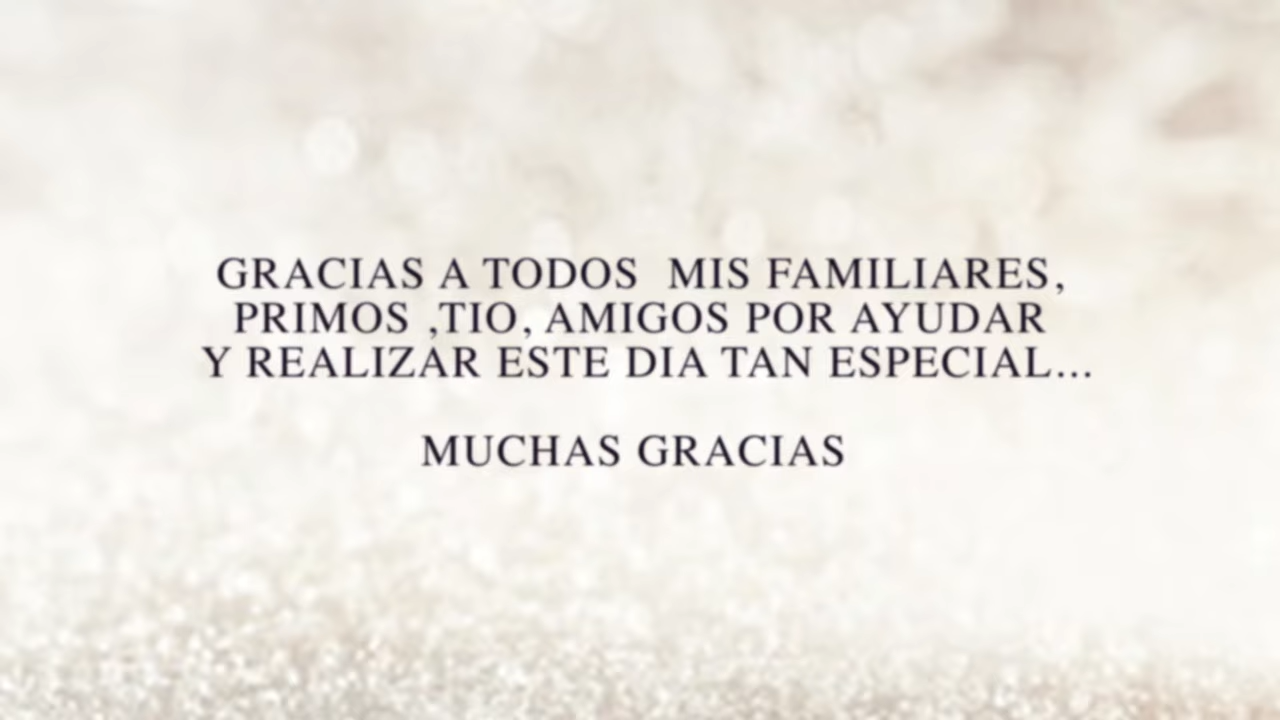 GRACIAS A TODOS  MIS FAMILIARES,
PRIMOS ,TIO, AMIGOS POR AYUDAR
Y REALIZAR ESTE DIA TAN ESPECIAL...
MUCHAS GRACIAS